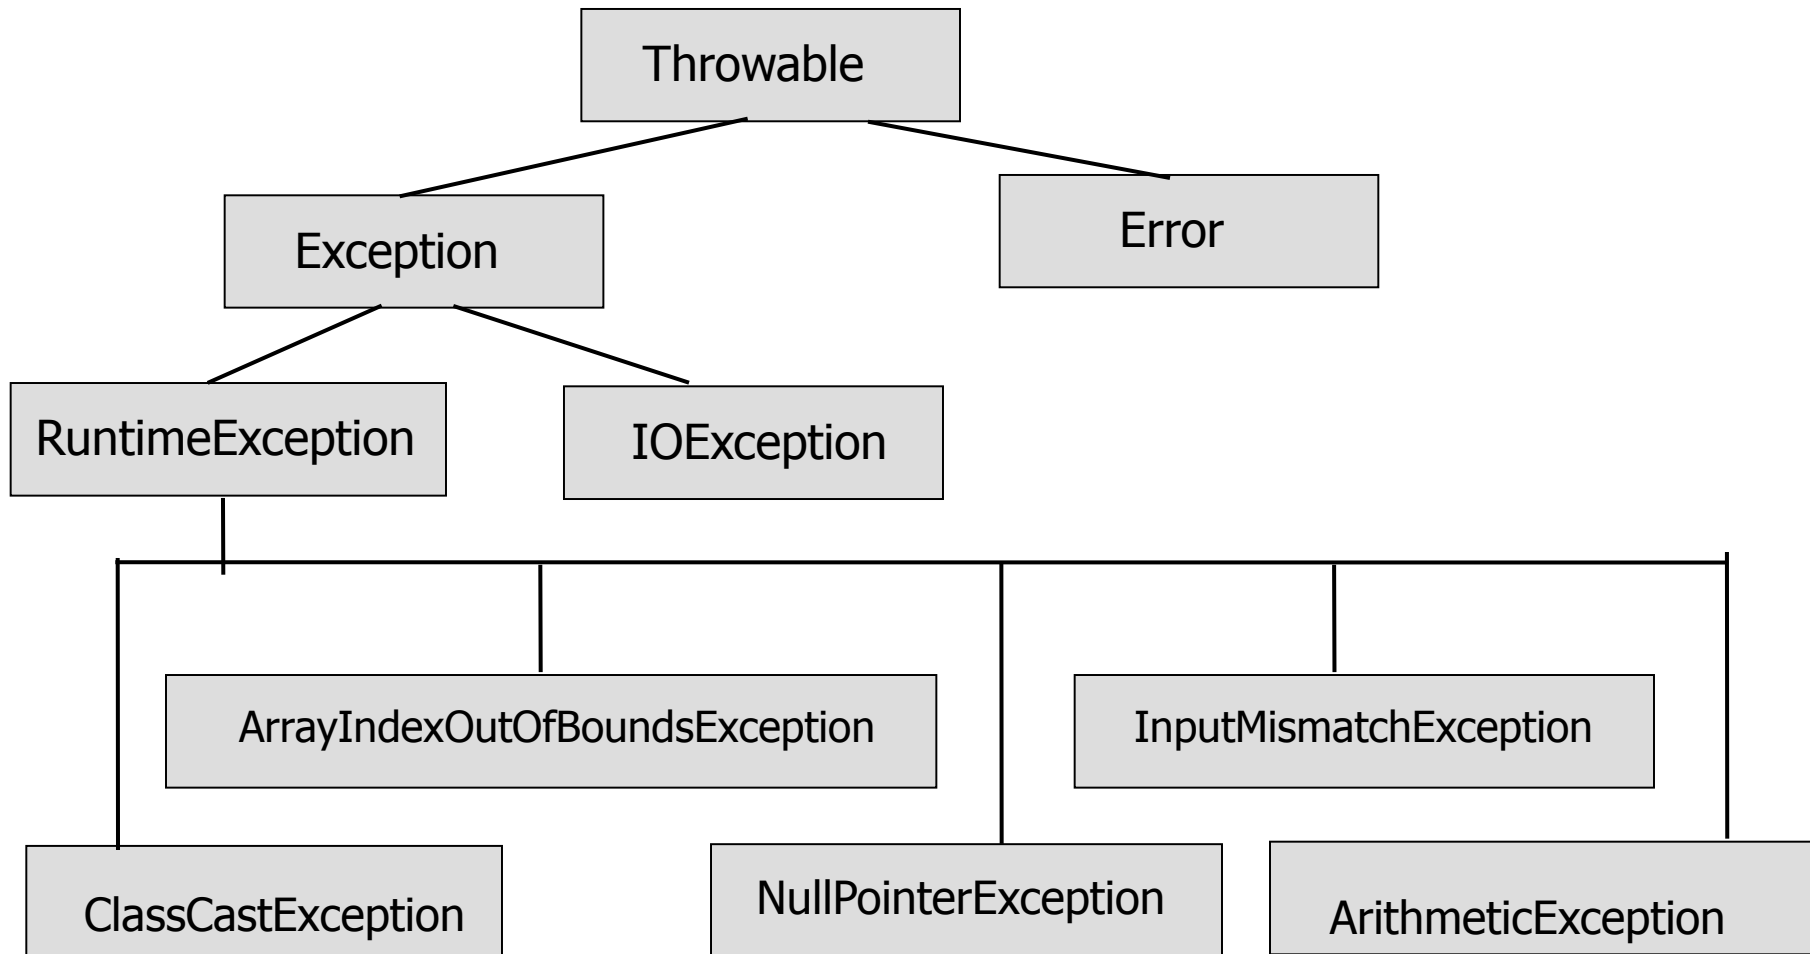 Throwable
Exception
Error
RuntimeException
IOException
ArrayIndexOutOfBoundsException
InputMismatchException
ClassCastException
NullPointerException
ArithmeticException